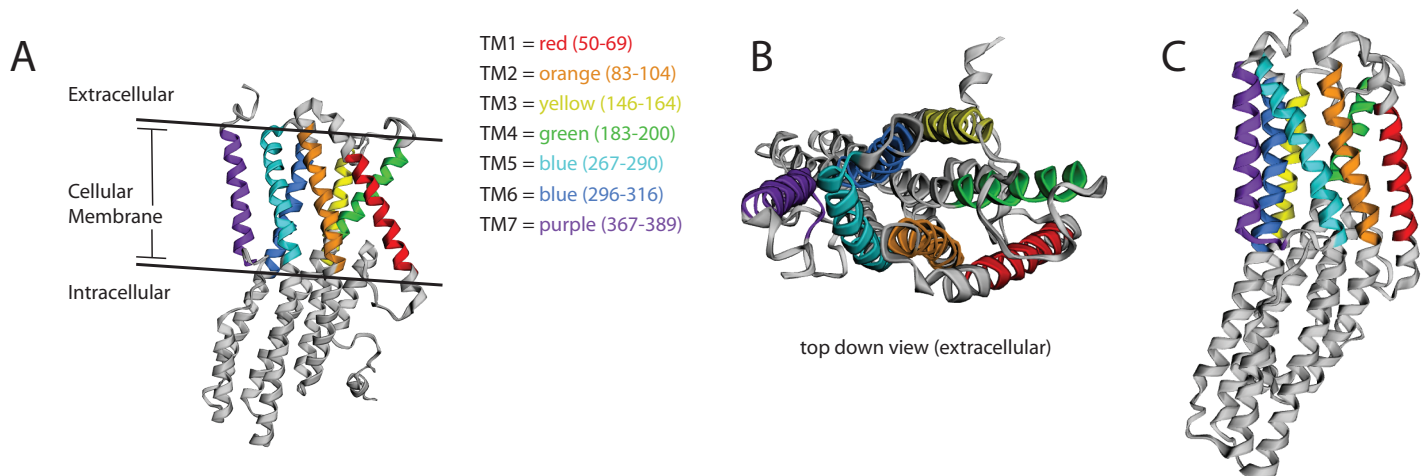 A
Extracellular
Cellular
Membrane
Intracellular
TM1 = red (50-69)
TM2 = orange (83-104)
TM3 = yellow (146-164)
TM4 = green (183-200)
TM5 = blue (267-290)
TM6 = blue (296-316)
TM7 = purple (367-389)
B
top down view (extracellular)
C